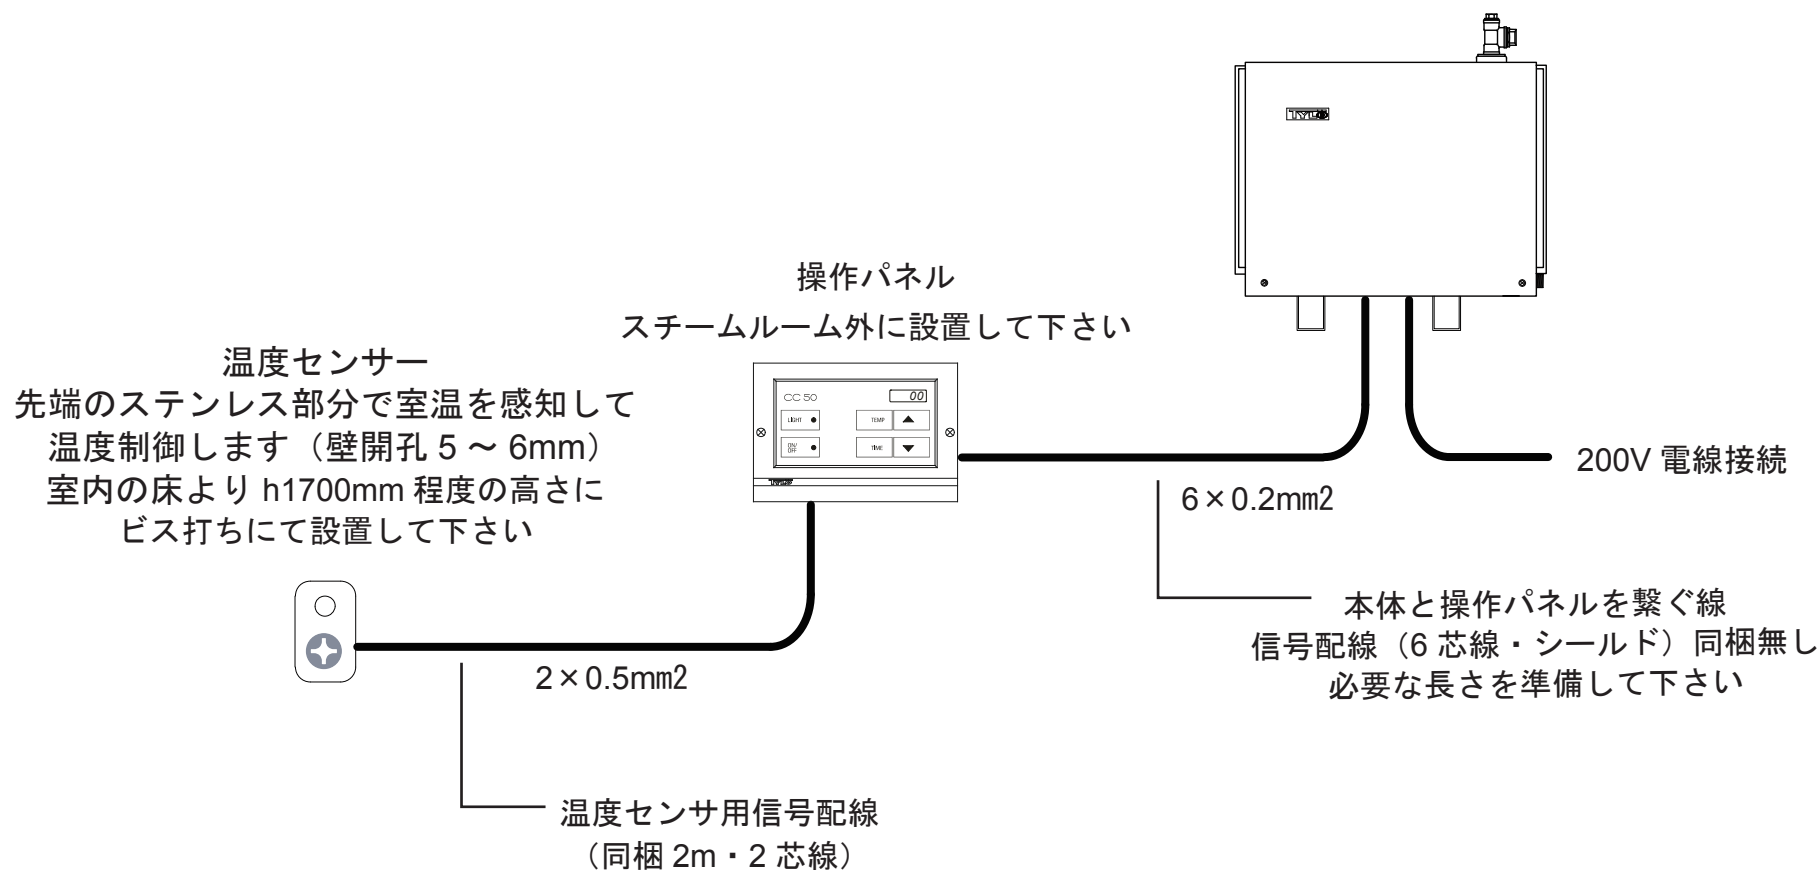 TYLÖ
操作パネル
スチームルーム外に設置して下さい
温度センサー
先端のステンレス部分で室温を感知して
温度制御します（壁開孔 5 ～ 6mm）
室内の床より h1700mm 程度の高さに
ビス打ちにて設置して下さい
CC 50
00
LIGHT
TEMP
ON/
OFF
TIME
TYLÖ
200V 電線接続
6×0.2mm2
本体と操作パネルを繋ぐ線
信号配線（6 芯線・シールド）同梱無し
必要な長さを準備して下さい
2×0.5mm2
温度センサ用信号配線
（同梱 2m・2 芯線）